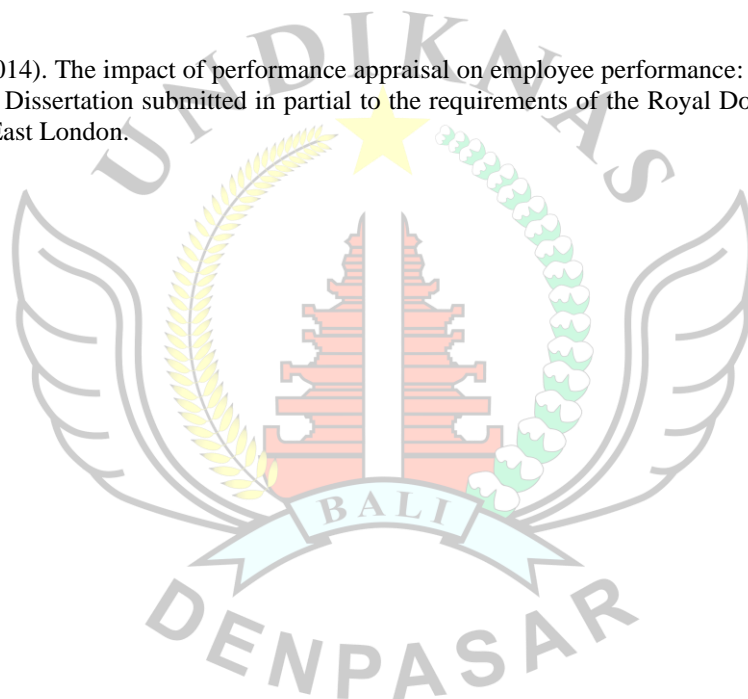 014). The impact of performance appraisal on employee performance:
Dissertation submitted in partial to the requirements of the Royal Do
East London.
UNDIKNAS
BALI
DENPASAR